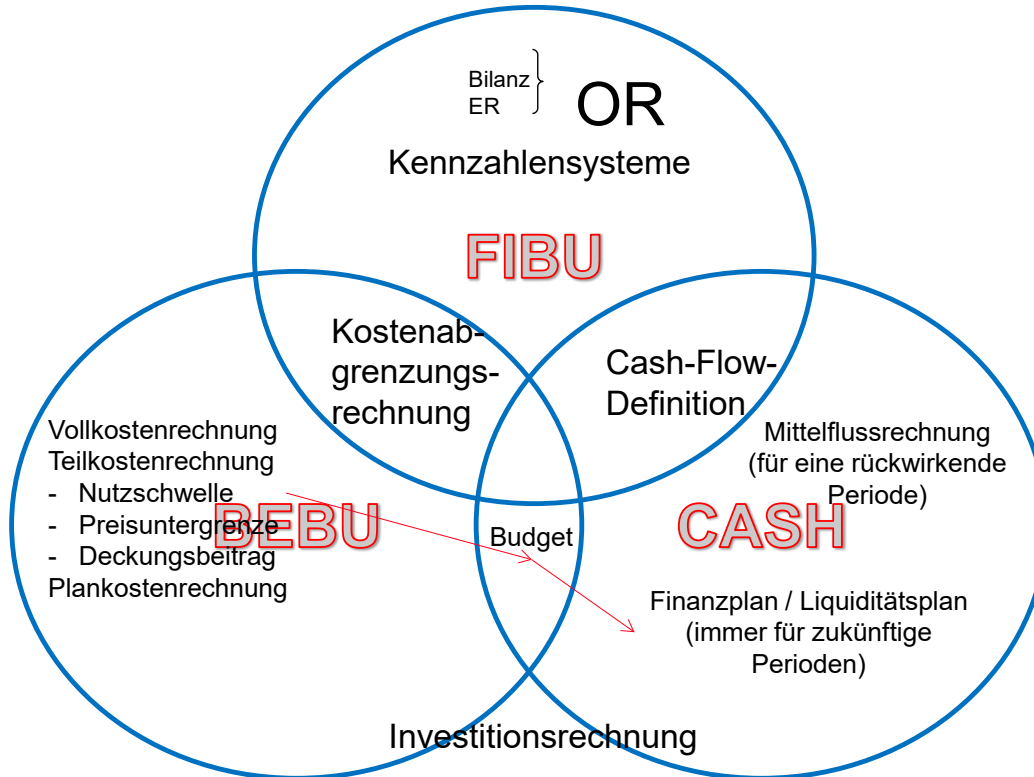 Bilanz
ER
OR
Kennzahlensysteme
FIBU
Kostenab-
grenzungs-
rechnung
Cash-Flow-
Definition
Vollkostenrechnung
Teilkostenrechnung
- Nutzschwelle
- Preisuntergrenze
- Deckungsbeitrag
Plankostenrechnung
BEBU
Budget
Mittelflussrechnung
(für eine rückwirkende
Periode)
CASH
Finanzplan / Liquiditätsplan
(immer für zukünftige
Perioden)
Investitionsrechnung